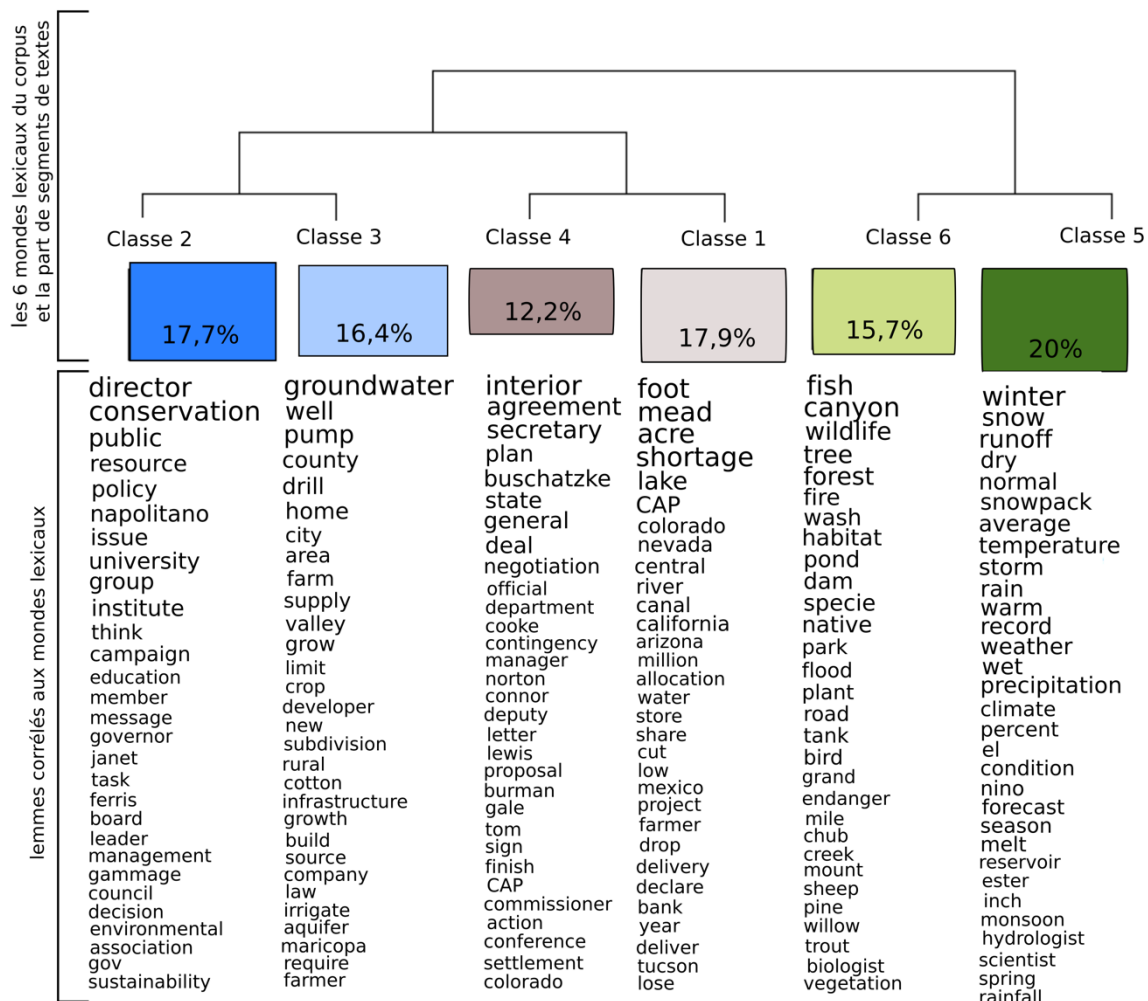 les 6 mondes lexicaux du corpus
et la part de segments de textes
Classe 2
Classe 3
Classe 4
Classe 1
Classe 6
Classe 5
17,7%
16,4%
12,2%
17,9%
15,7%
20%
lemmes corrélés aux mondes lexicaux
director
conservation
public
resource
policy
napolitano
issue
university
group
institute
think
campaign
education
member
message
governor
janet
task
ferris
board
leader
management
gammage
council
decision
environmental
association
gov
sustainability
groundwater
well
pump
county
drill
home
city
area
farm
supply
valley
grow
limit
crop
developer
new
subdivision
rural
cotton
infrastructure
growth
build
source
company
law
irrigate
aquifer
maricopa
require
farmer
interior
agreement
secretary
plan
buschatzke
state
general
deal
negotiation
official
department
cooke
contingency
manager
norton
connor
deputy
letter
lewis
proposal
burman
gale
tom
sign
finish
CAP
commissioner
action
conference
settlement
colorado
foot
mead
acre
shortage
lake
CAP
colorado
nevada
central
river
canal
california
arizona
million
allocation
water
store
share
cut
low
mexico
project
farmer
drop
delivery
declare
bank
year
deliver
tucson
lose
fish
canyon
wildlife
tree
forest
fire
wash
habitat
pond
dam
specie
native
park
flood
plant
road
tank
bird
grand
endanger
mile
chub
creek
mount
sheep
pine
willow
trout
biologist
vegetation
winter
snow
runoff
dry
normal
snowpack
average
temperature
storm
rain
warm
record
weather
wet
precipitation
climate
percent
el
condition
nino
forecast
season
melt
reservoir
ester
inch
monsoon
hydrologist
scientist
spring
rainfall